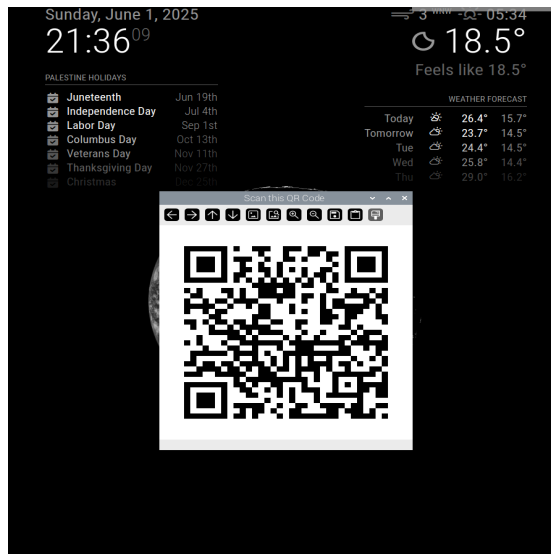 Sunday, June 1, 2025
21:36 09
PALESTINE HOLIDAYS
Juneteenth Jun 19th
Independence Day Jul 4th
Labor Day Sep 1st
Columbus Day Oct 13th
Veterans Day Nov 11th
Thanksgiving Day Nov 27th
Christmas Dec 25th
3 05:34
18.5°
Feels like 18.5°
WEATHER FORECAST
Today 26.4° 15.7°
Tomorrow 23.7° 14.5°
Tue 24.4° 14.5°
Wed 25.8° 14.4°
Thu 29.0° 16.2°
Scan this QR Code